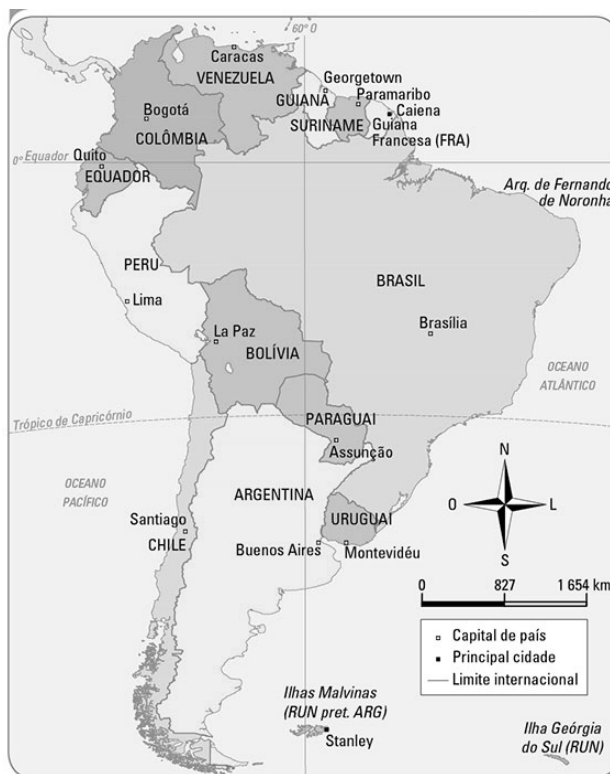 60º O
Caracas
VENEZUELA
Georgetown
Paramaribo
GUIANA
Caiena
SURINAME
Guiana
Francesa (FRA)
Bogotá
COLÔMBIA
Quito
0º Equador
EQUADOR
Arq. de Fernando
de Noronha
PERU
BRASIL
Lima
Brasília
La Paz
BOLÍVIA
OCEANO
ATLÂNTICO
Trópico de Capricórnio
PARAGUAI
Assunção
OCEANO
PACÍFICO
ARGENTINA
Santiago
CHILE
URUGUAI
Buenos Aires
Montevidéu
N
O
L
S
0 827 1 654 km
Capital de país
Principal cidade
Limite internacional
Ilhas Malvinas
(RUN pret. ARG)
Stanley
Ilha Geórgia
do Sul (RUN)